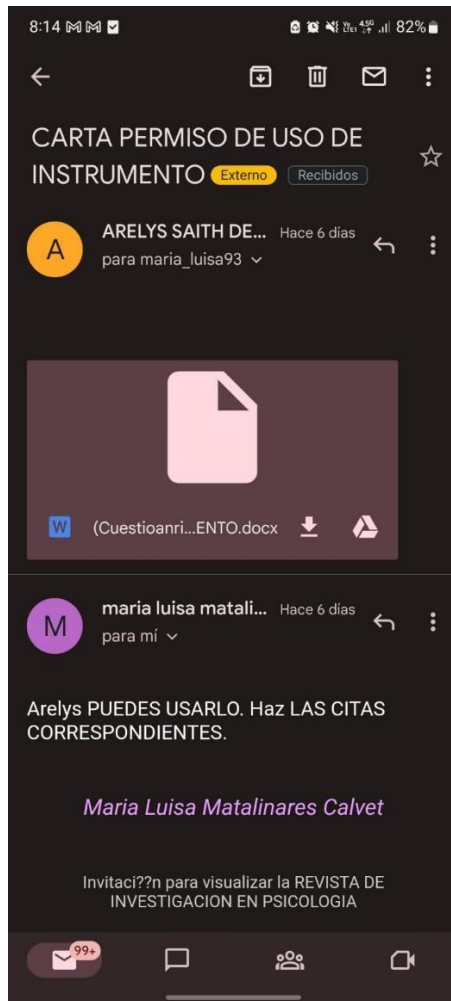 8:14 82%
CARTA PERMISO DE USO DE
INSTRUMENTO Externo Recibidos
A
ARELYS SAITH DE... Hace 6 días
para maria_luisa93
W (Cuestioanri...ENTO.docx
M
maria luisa matali... Hace 6 días
para mí
Arelys PUEDES USARLO. Haz LAS CITAS
CORRESPONDIENTES.
Maria Luisa Matalinares Calvet
Invitaci??n para visualizar la REVISTA DE
INVESTIGACION EN PSICOLOGIA
99+